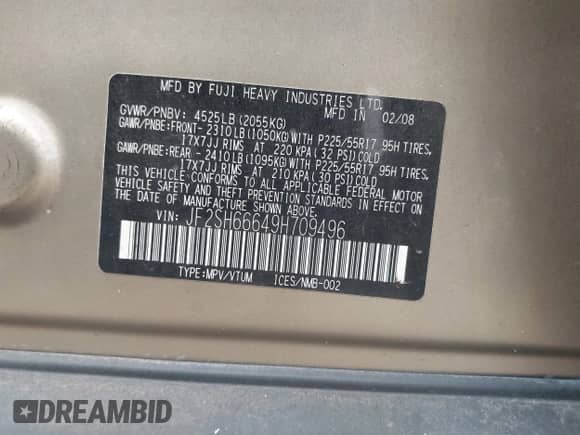 MFD BY FUJI HEAVY INDUSTRIES LTD.
MFD IN 02/08
GVWR/PNBV: 4525LB (2055KG)
GAWR/PNBE: FRONT- 2310LB (1050KG) WITH P225/55R17 95H TIRES,
17X7JJ RIMS AT 220 KPA (32 PSI) COLD
GAWR/PNBE: REAR - 2410LB (1095KG) WITH P225/55R17 95H TIRES,
17X7JJ RIMS AT 210 KPA (30 PSI) COLD
THIS VEHICLE CONFORMS TO ALL APPLICABLE FEDERAL MOTOR
VEHICLE SAFETY AND BUMPER STANDARDS IN EFFECT ON
THE DATE OF MANUFACTURE SHOWN ABOVE.
VIN: JF2SH66649H709496
TYPE:MPV/VTUM ICES/NMB-002
DREAMBID